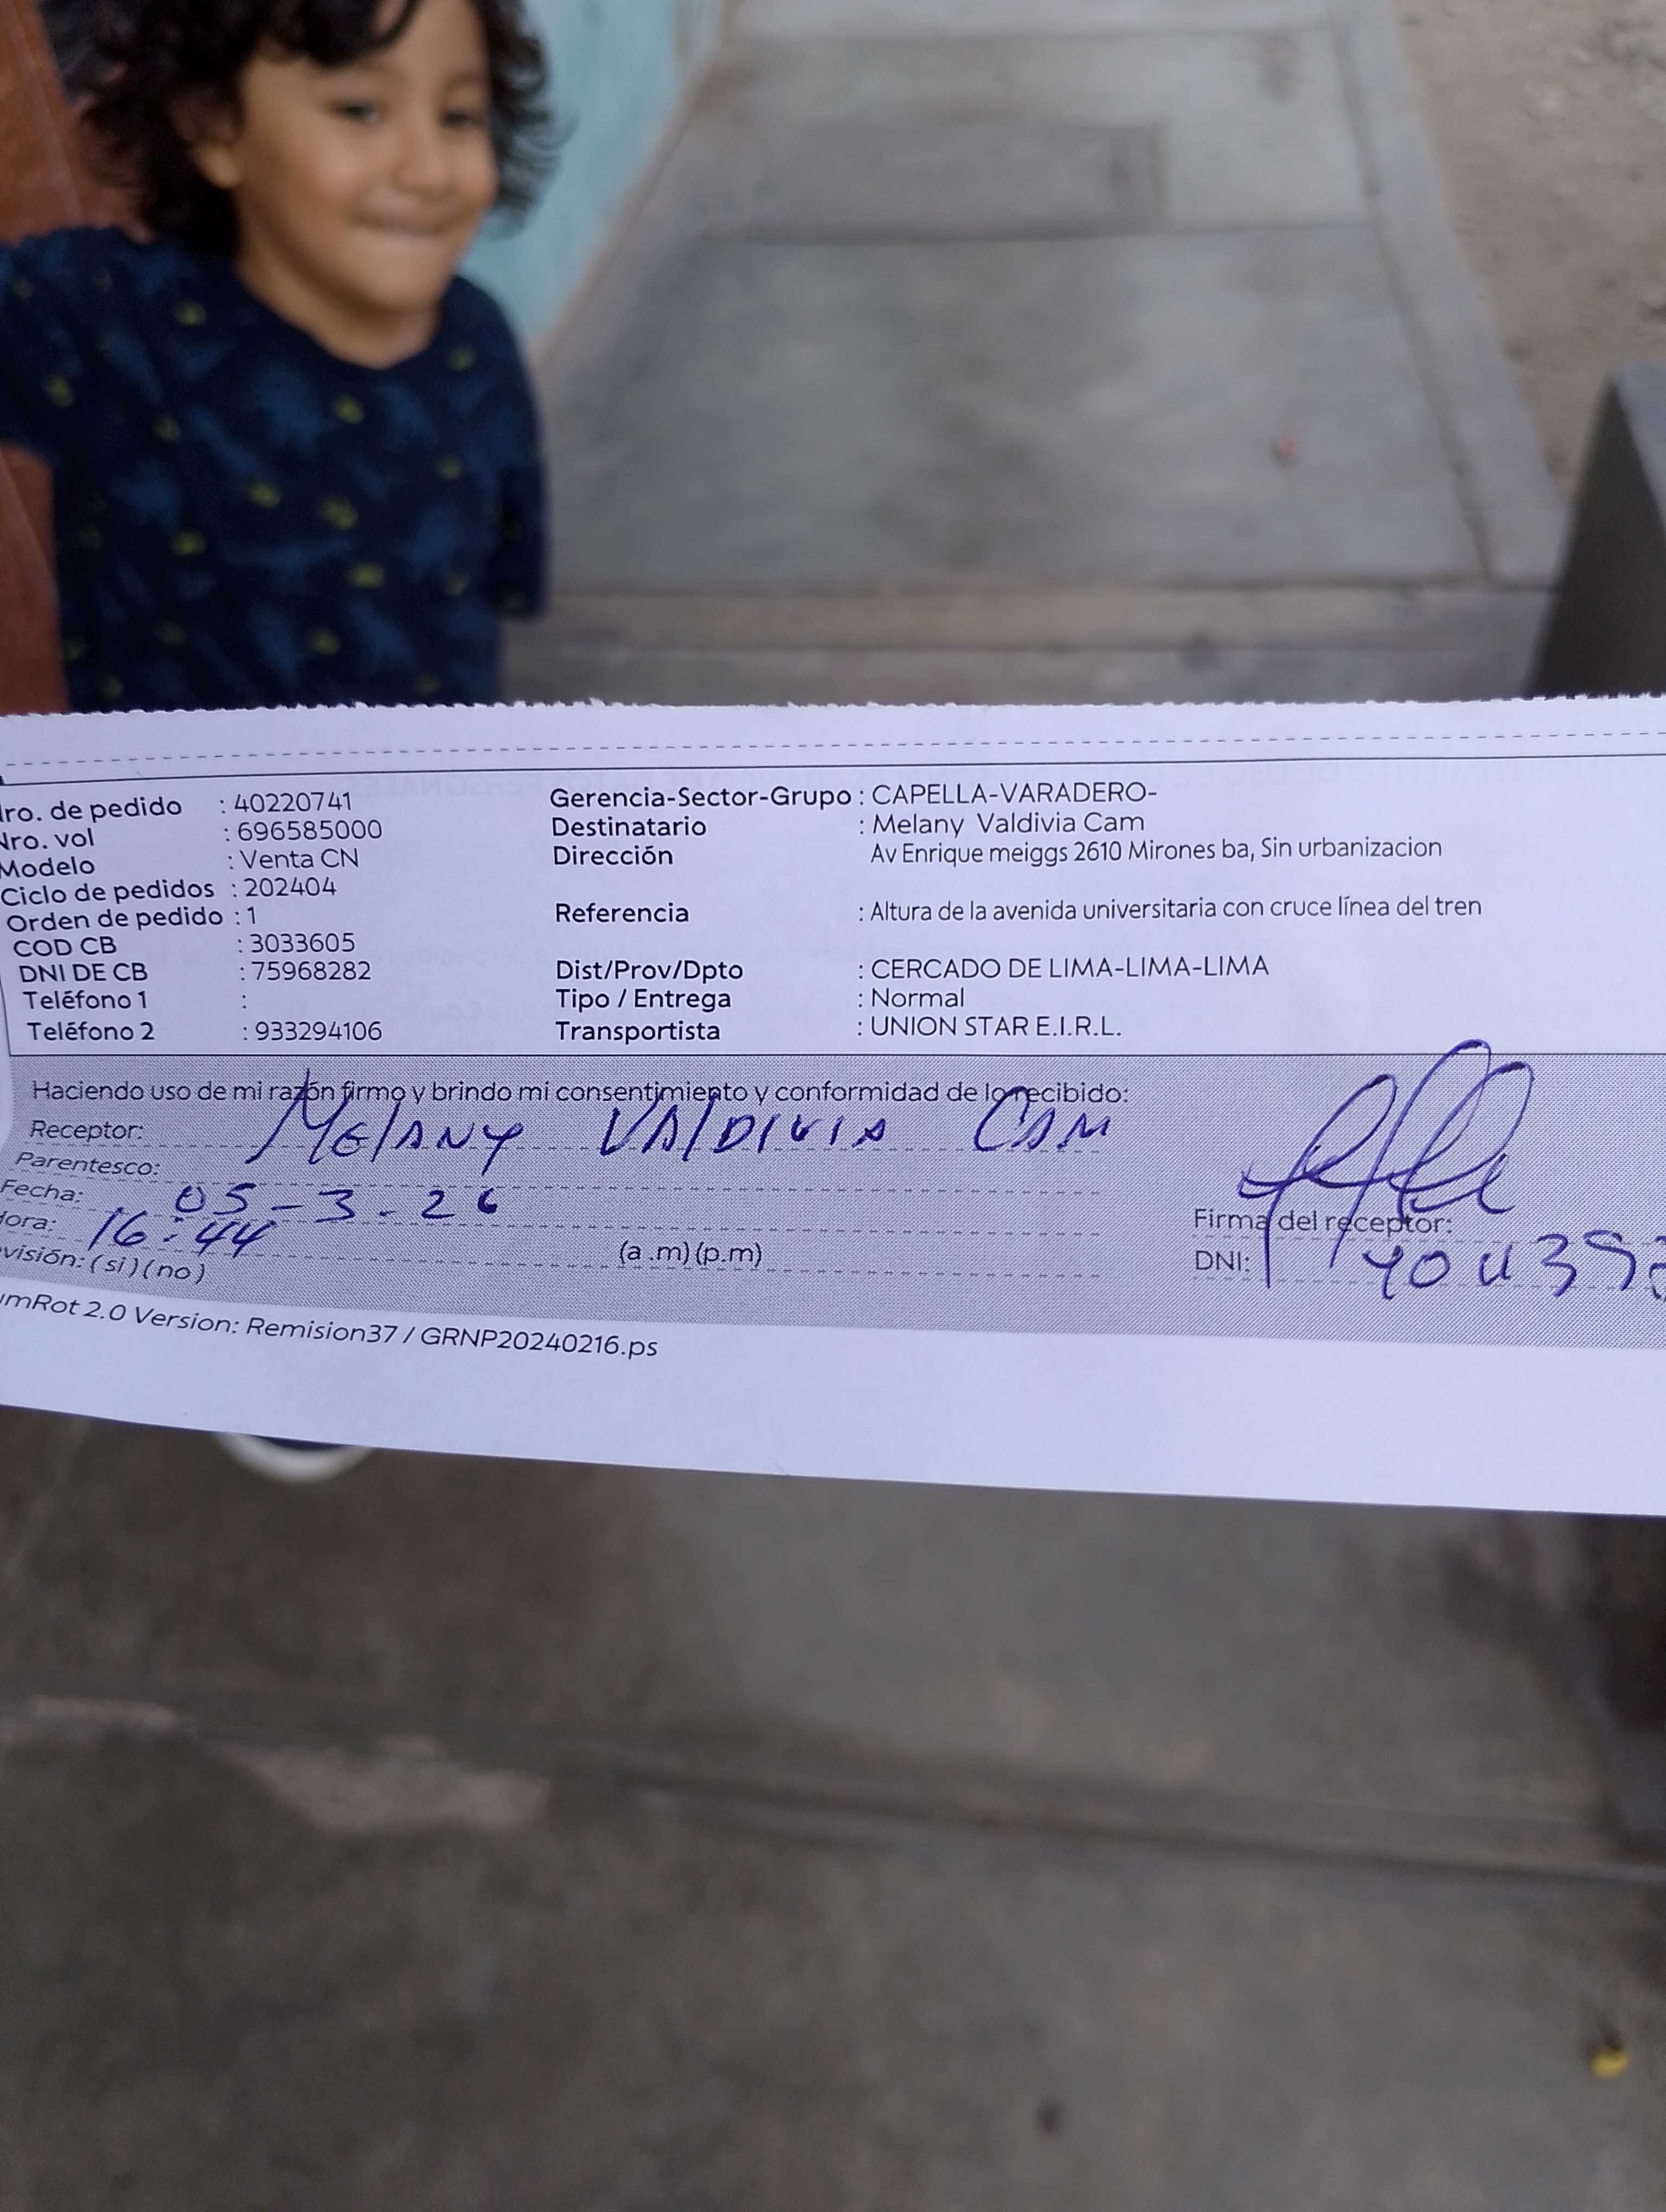 ro. de pedido : 40220741
Nro. vol : 696585000
Modelo : Venta CN
Ciclo de pedidos : 202404
Orden de pedido : 1
COD CB : 3033605
DNI DE CB : 75968282
Teléfono 1 :
Teléfono 2 : 933294106
Gerencia-Sector-Grupo : CAPELLA-VARADERO-
Destinatario : Melany Valdivia Cam
Dirección Av Enrique meiggs 2610 Mirones ba, Sin urbanizacion
Referencia : Altura de la avenida universitaria con cruce línea del tren
Dist/Prov/Dpto : CERCADO DE LIMA-LIMA-LIMA
Tipo / Entrega : Normal
Transportista : UNION STAR E.I.R.L.
Haciendo uso de mi razón firmo y brindo mi consentimiento y conformidad de lo recibido:
Receptor: MELANY VALDIVIA CAM
Parentesco:
Fecha: 05-3-26
Hora: 16:44 (a .m) (p.m)
visión: (si) (no)
Firma del receptor:
DNI:
mRot 2.0 Version: Remision37 / GRNP20240216.ps